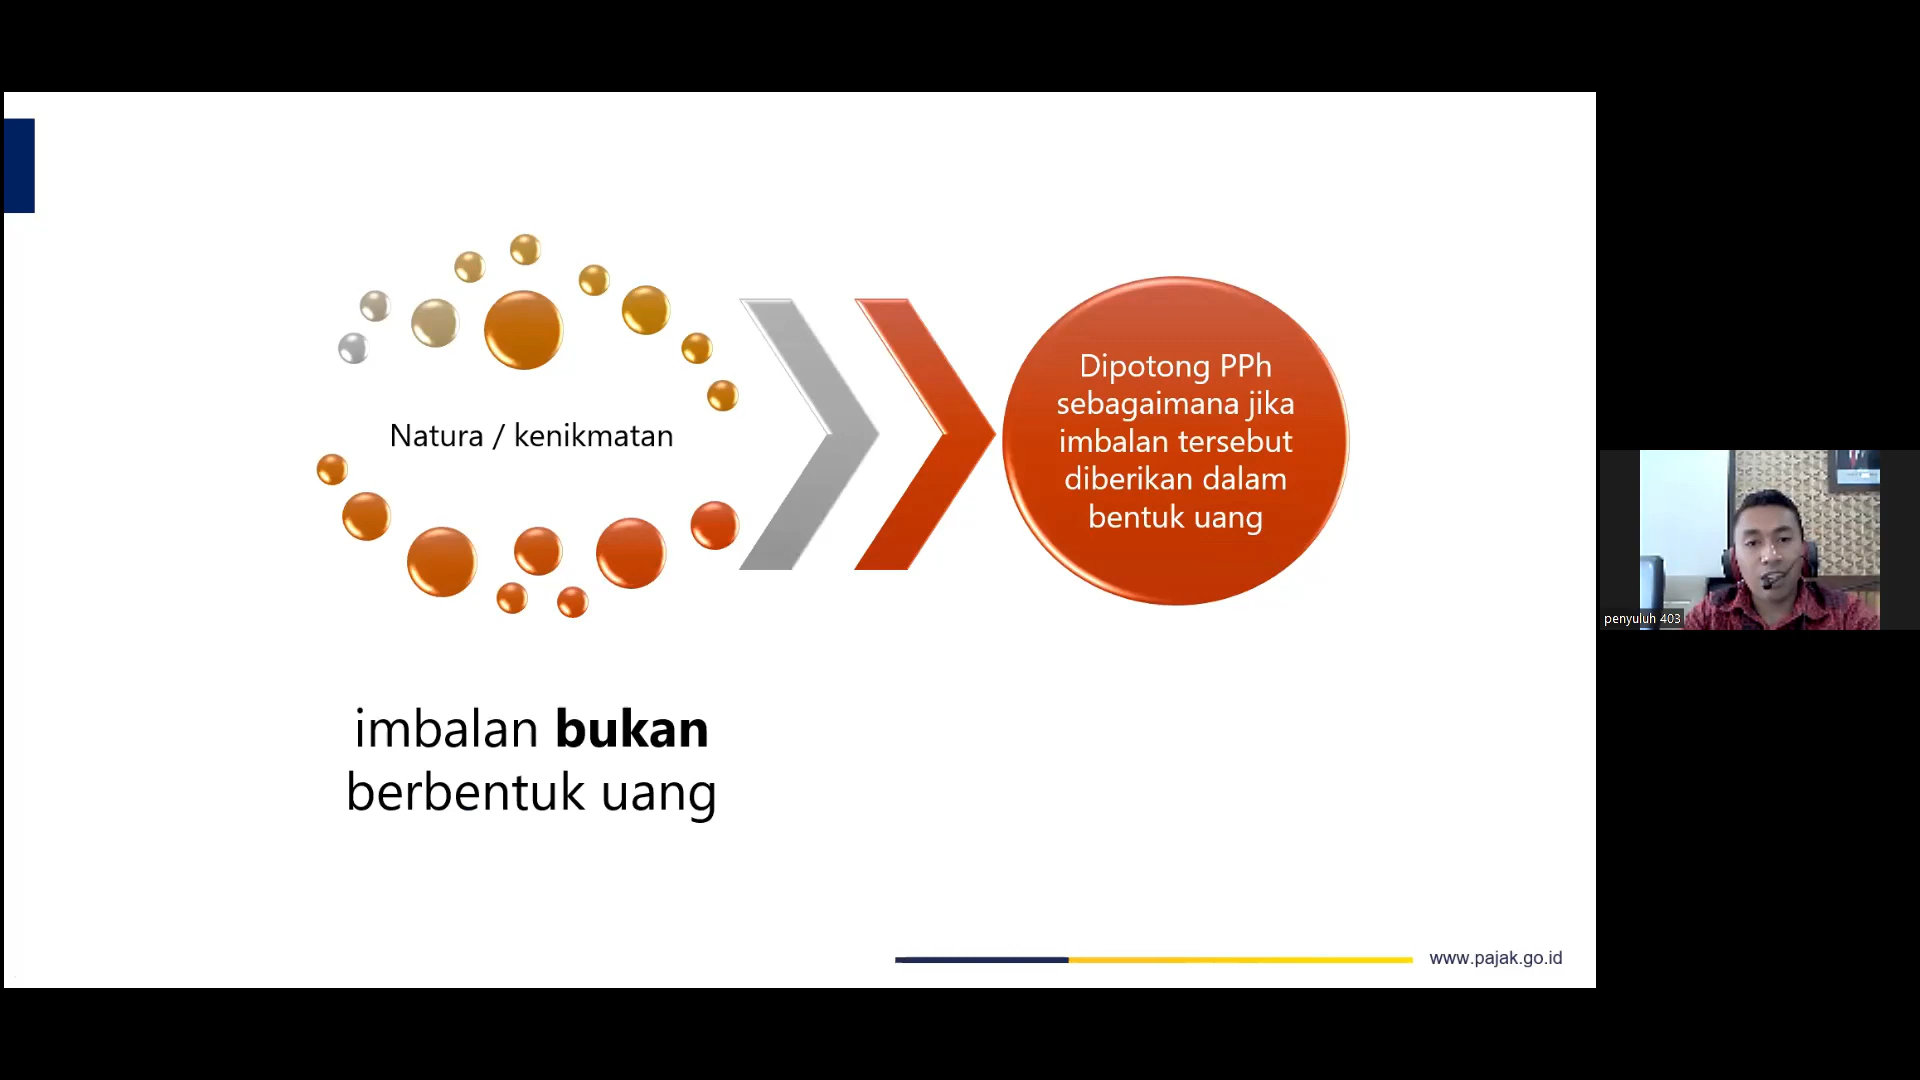 Natura / kenikmatan
Dipotong PPh
sebagaimana jika
imbalan tersebut
diberikan dalam
bentuk uang
imbalan bukan
berbentuk uang
www.pajak.go.id
penyuluh 403